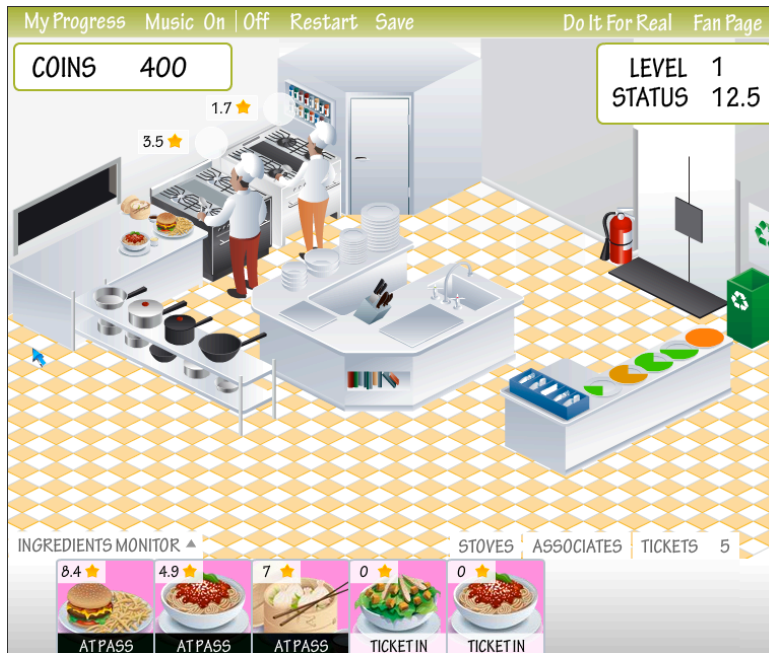 My Progress Music On | Off Restart Save Do It For Real Fan Page
COINS 400
LEVEL 1
STATUS 12.5
1.7
3.5
INGREDIENTS MONITOR
STOVES ASSOCIATES TICKETS 5
8.4 4.9 7 0 0
AT PASS AT PASS AT PASS TICKET IN TICKET IN